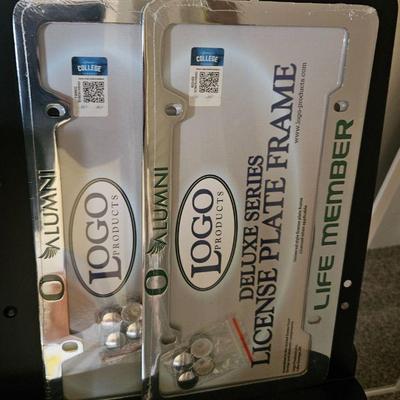 COLLEGE
COLLEGE
O ALUMNI
LOGO
PRODUCTS
O ALUMNI
LOGO
PRODUCTS
DELUXE SERIES
LICENSE PLATE FRAME
www.logo-products.com
LIFE MEMBER